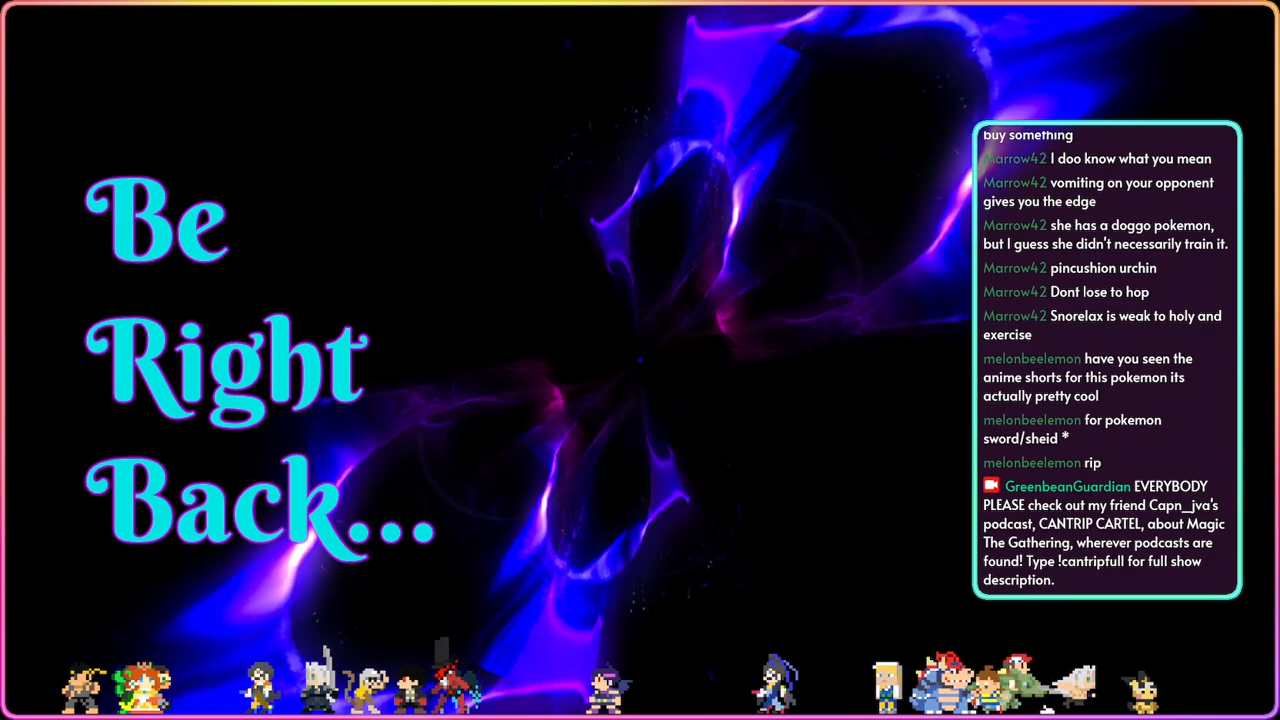 Be
Right
Back...
buy something
Marrow42 I doo know what you mean
Marrow42 vomiting on your opponent
gives you the edge
Marrow42 she has a doggo pokemon,
but I guess she didn't necessarily train it.
Marrow42 pincushion urchin
Marrow42 Dont lose to hop
Marrow42 Snorelax is weak to holy and
exercise
melonbeelemon have you seen the
anime shorts for this pokemon its
actually pretty cool
melonbeelemon for pokemon
sword/sheid *
melonbeelemon rip
GreenbeanGuardian EVERYBODY
PLEASE check out my friend Capn__jva's
podcast, CANTRIP CARTEL, about Magic
The Gathering, wherever podcasts are
found! Type !cantripfull for full show
description.